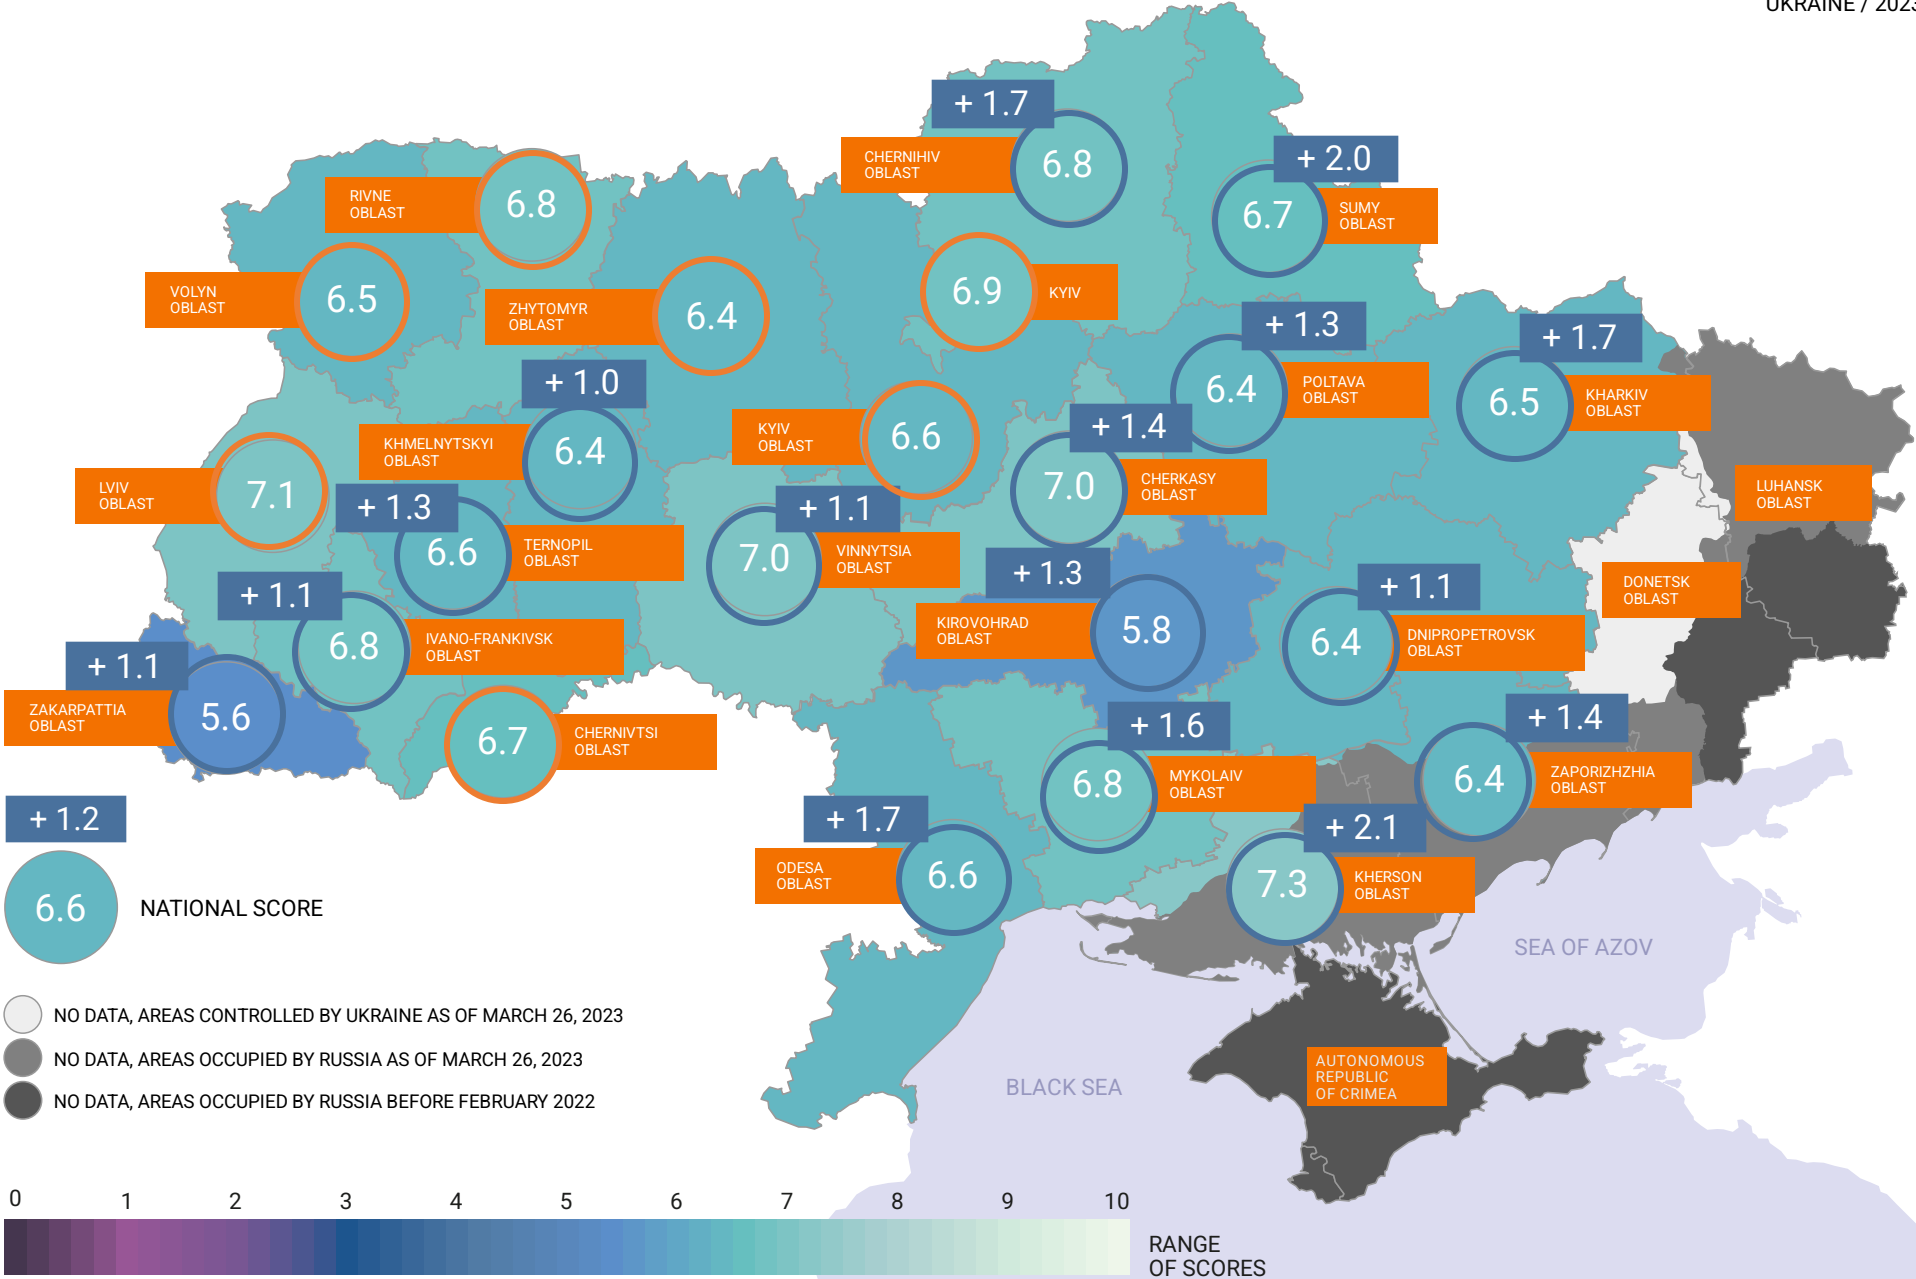 UKRAINE / 2023
+ 1.7
CHERNIHIV
OBLAST
6.8
+ 2.0
6.7
SUMY
OBLAST
RIVNE
OBLAST
6.8
VOLYN
OBLAST
6.5
ZHYTOMYR
OBLAST
6.4
6.9
KYIV
+ 1.3
6.4
POLTAVA
OBLAST
+ 1.7
6.5
KHARKIV
OBLAST
+ 1.0
KHMELNYTSKYI
OBLAST
6.4
KYIV
OBLAST
6.6
+ 1.4
7.0
CHERKASY
OBLAST
LVIV
OBLAST
7.1
+ 1.3
6.6
TERNOPIL
OBLAST
+ 1.1
7.0
VINNYTSIA
OBLAST
LUHANSK
OBLAST
+ 1.1
6.8
IVANO-FRANKIVSK
OBLAST
+ 1.3
KIROVOHRAD
OBLAST
5.8
+ 1.1
6.4
DNIPROPETROVSK
OBLAST
DONETSK
OBLAST
+ 1.1
ZAKARPATTIA
OBLAST
5.6
6.7
CHERNIVTSI
OBLAST
+ 1.6
6.8
MYKOLAIV
OBLAST
+ 1.4
6.4
ZAPORIZHZHIA
OBLAST
+ 1.7
ODESA
OBLAST
6.6
+ 2.1
7.3
KHERSON
OBLAST
+ 1.2
6.6
NATIONAL SCORE
SEA OF AZOV
NO DATA, AREAS CONTROLLED BY UKRAINE AS OF MARCH 26, 2023
NO DATA, AREAS OCCUPIED BY RUSSIA AS OF MARCH 26, 2023
NO DATA, AREAS OCCUPIED BY RUSSIA BEFORE FEBRUARY 2022
BLACK SEA
AUTONOMOUS
REPUBLIC
OF CRIMEA
0 1 2 3 4 5 6 7 8 9 10
RANGE
OF SCORES